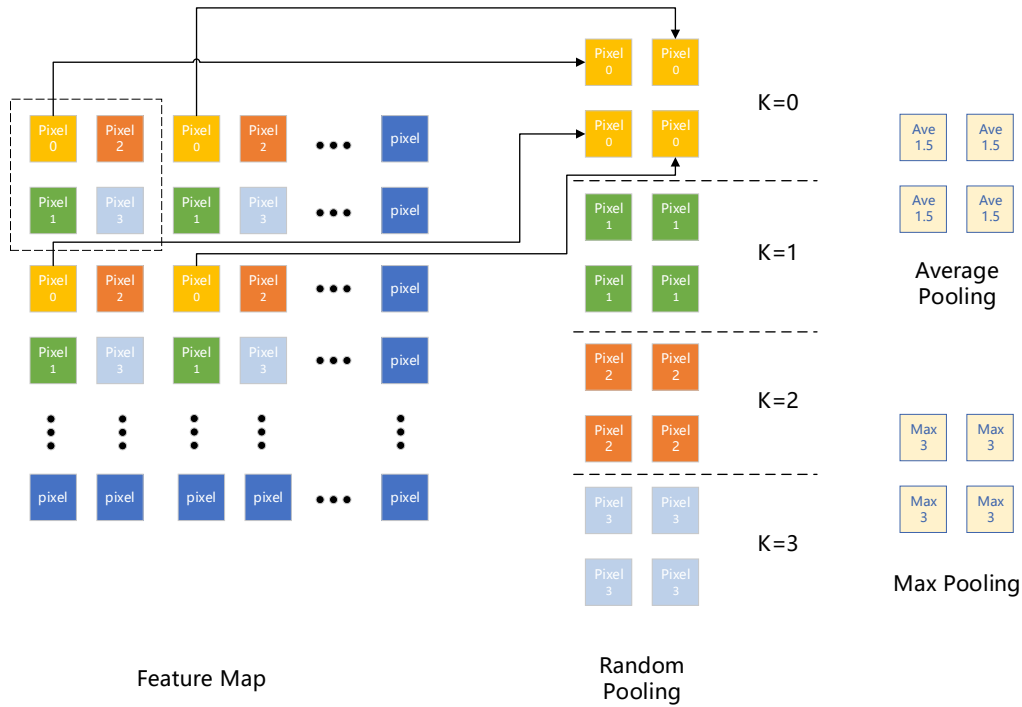 Pixel
0
Pixel
2
Pixel
0
Pixel
2
pixel
Pixel
1
Pixel
3
Pixel
1
Pixel
3
pixel
Pixel
0
Pixel
2
Pixel
0
Pixel
2
pixel
Pixel
1
Pixel
3
Pixel
1
Pixel
3
pixel
pixel
pixel
pixel
pixel
pixel
Feature Map
Pixel
0
Pixel
0
Pixel
0
Pixel
0
K=0
Pixel
1
Pixel
1
Pixel
1
Pixel
1
K=1
Pixel
2
Pixel
2
Pixel
2
Pixel
2
K=2
Pixel
3
Pixel
3
Pixel
3
Pixel
3
K=3
Random
Pooling
Ave
1.5
Ave
1.5
Ave
1.5
Ave
1.5
Average
Pooling
Max
3
Max
3
Max
3
Max
3
Max Pooling